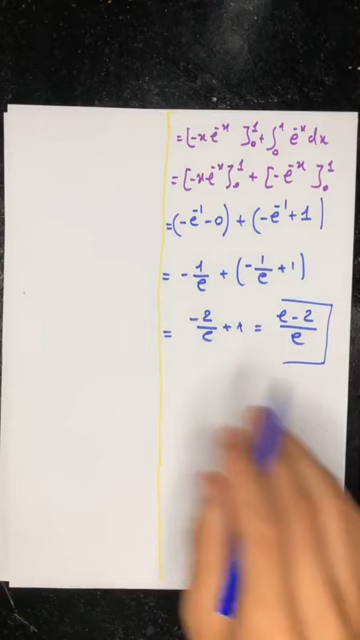 = [-xe^-x]_0^1 + ∫_0^1 e^-x dx
= [-xe^-x]_0^1 + [-e^-x]_0^1
= (-e^-1 - 0) + (-e^-1 + 1)
= -1/e + (-1/e + 1)
= -2/e + 1 = e-2/e